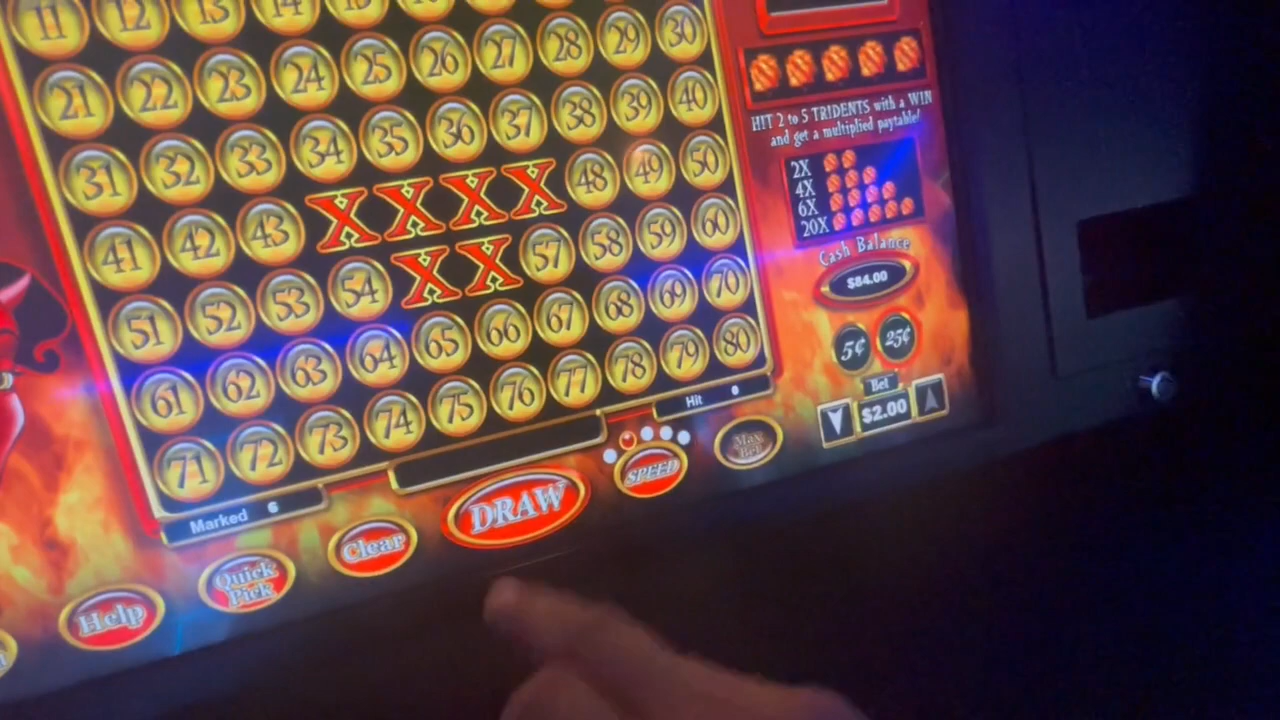 11 12 13 14
21 22 23 24 25 26 27 28 29 30
31 32 33 34 35 36 37 38 39 40
41 42 43 X X X X 48 49 50
51 52 53 54 X X 57 58 59 60
61 62 63 64 65 66 67 68 69 70
71 72 73 74 75 76 77 78 79 80
HIT 2 to 5 TRIDENTS with a WIN
and get a multiplied paytable!
2X
4X
6X
20X
Cash Balance
$84.00
5¢ 25¢
Bet
$2.00
Marked 6
Hit 0
Help
Quick
Pick
Clear
DRAW
SPEED
Max
Bet